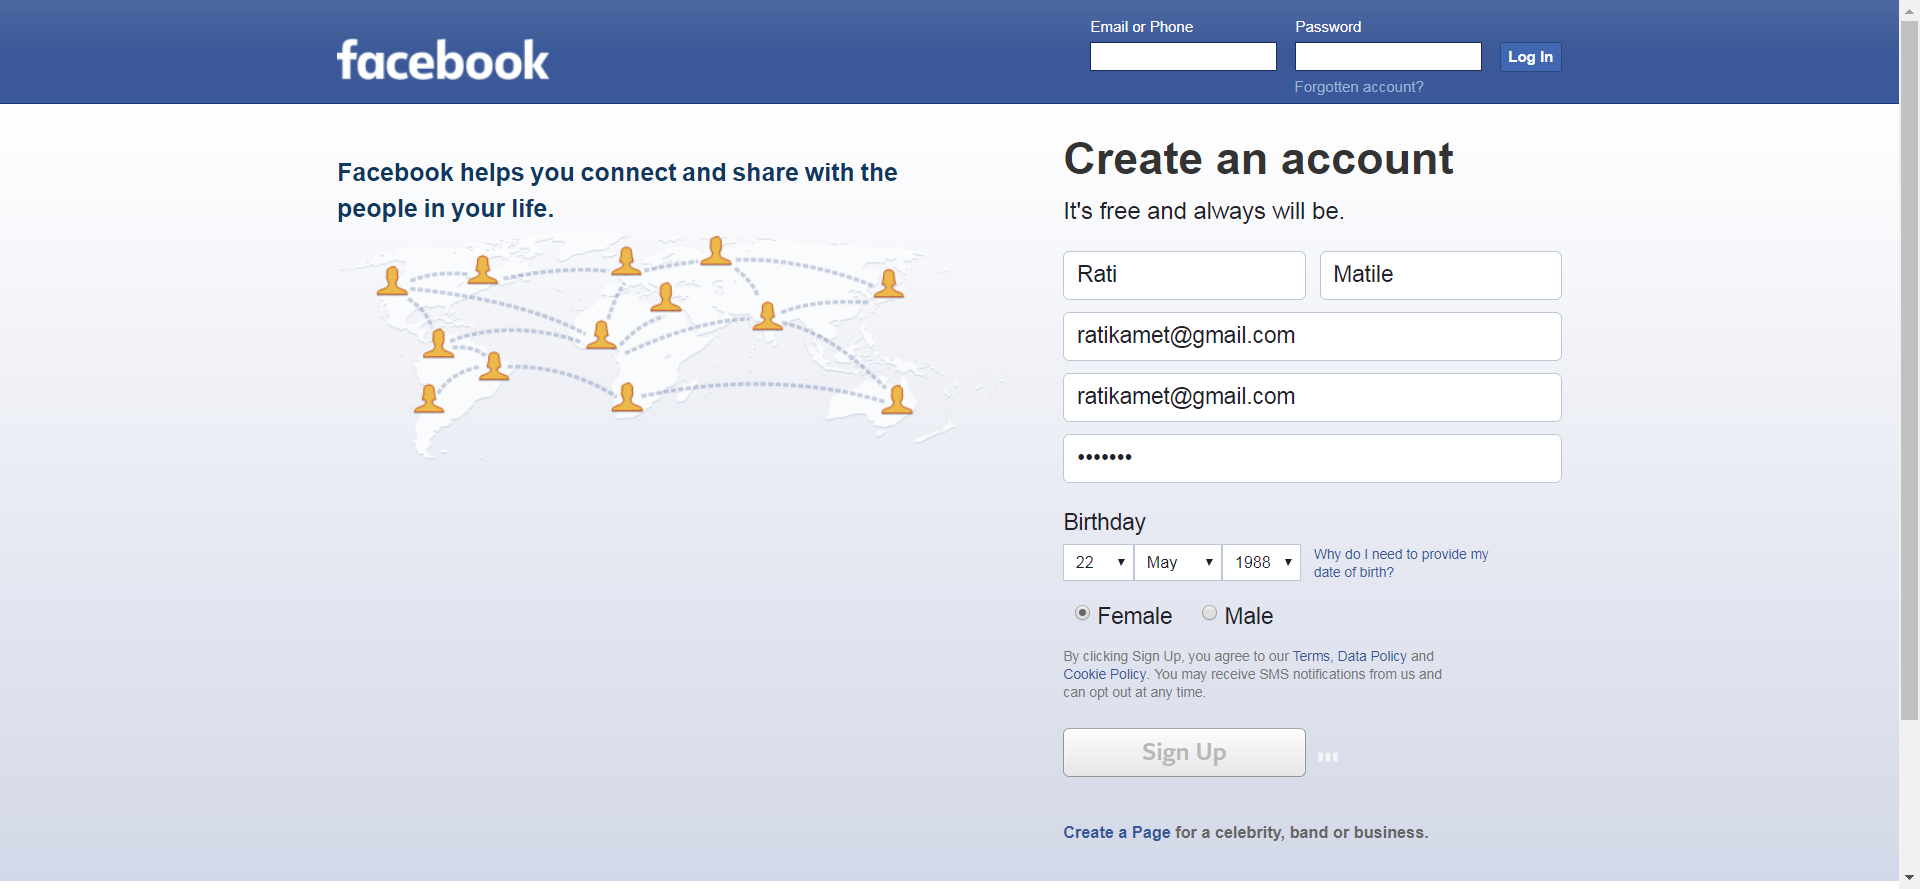 facebook
Email or Phone
Password
Log In
Forgotten account?
Facebook helps you connect and share with the
people in your life.
Create an account
It's free and always will be.
Rati
Matile
ratikamet@gmail.com
ratikamet@gmail.com
•••••••
Birthday
22
May
1988
Why do I need to provide my
date of birth?
Female
Male
By clicking Sign Up, you agree to our Terms, Data Policy and
Cookie Policy. You may receive SMS notifications from us and
can opt out at any time.
Sign Up
Create a Page for a celebrity, band or business.